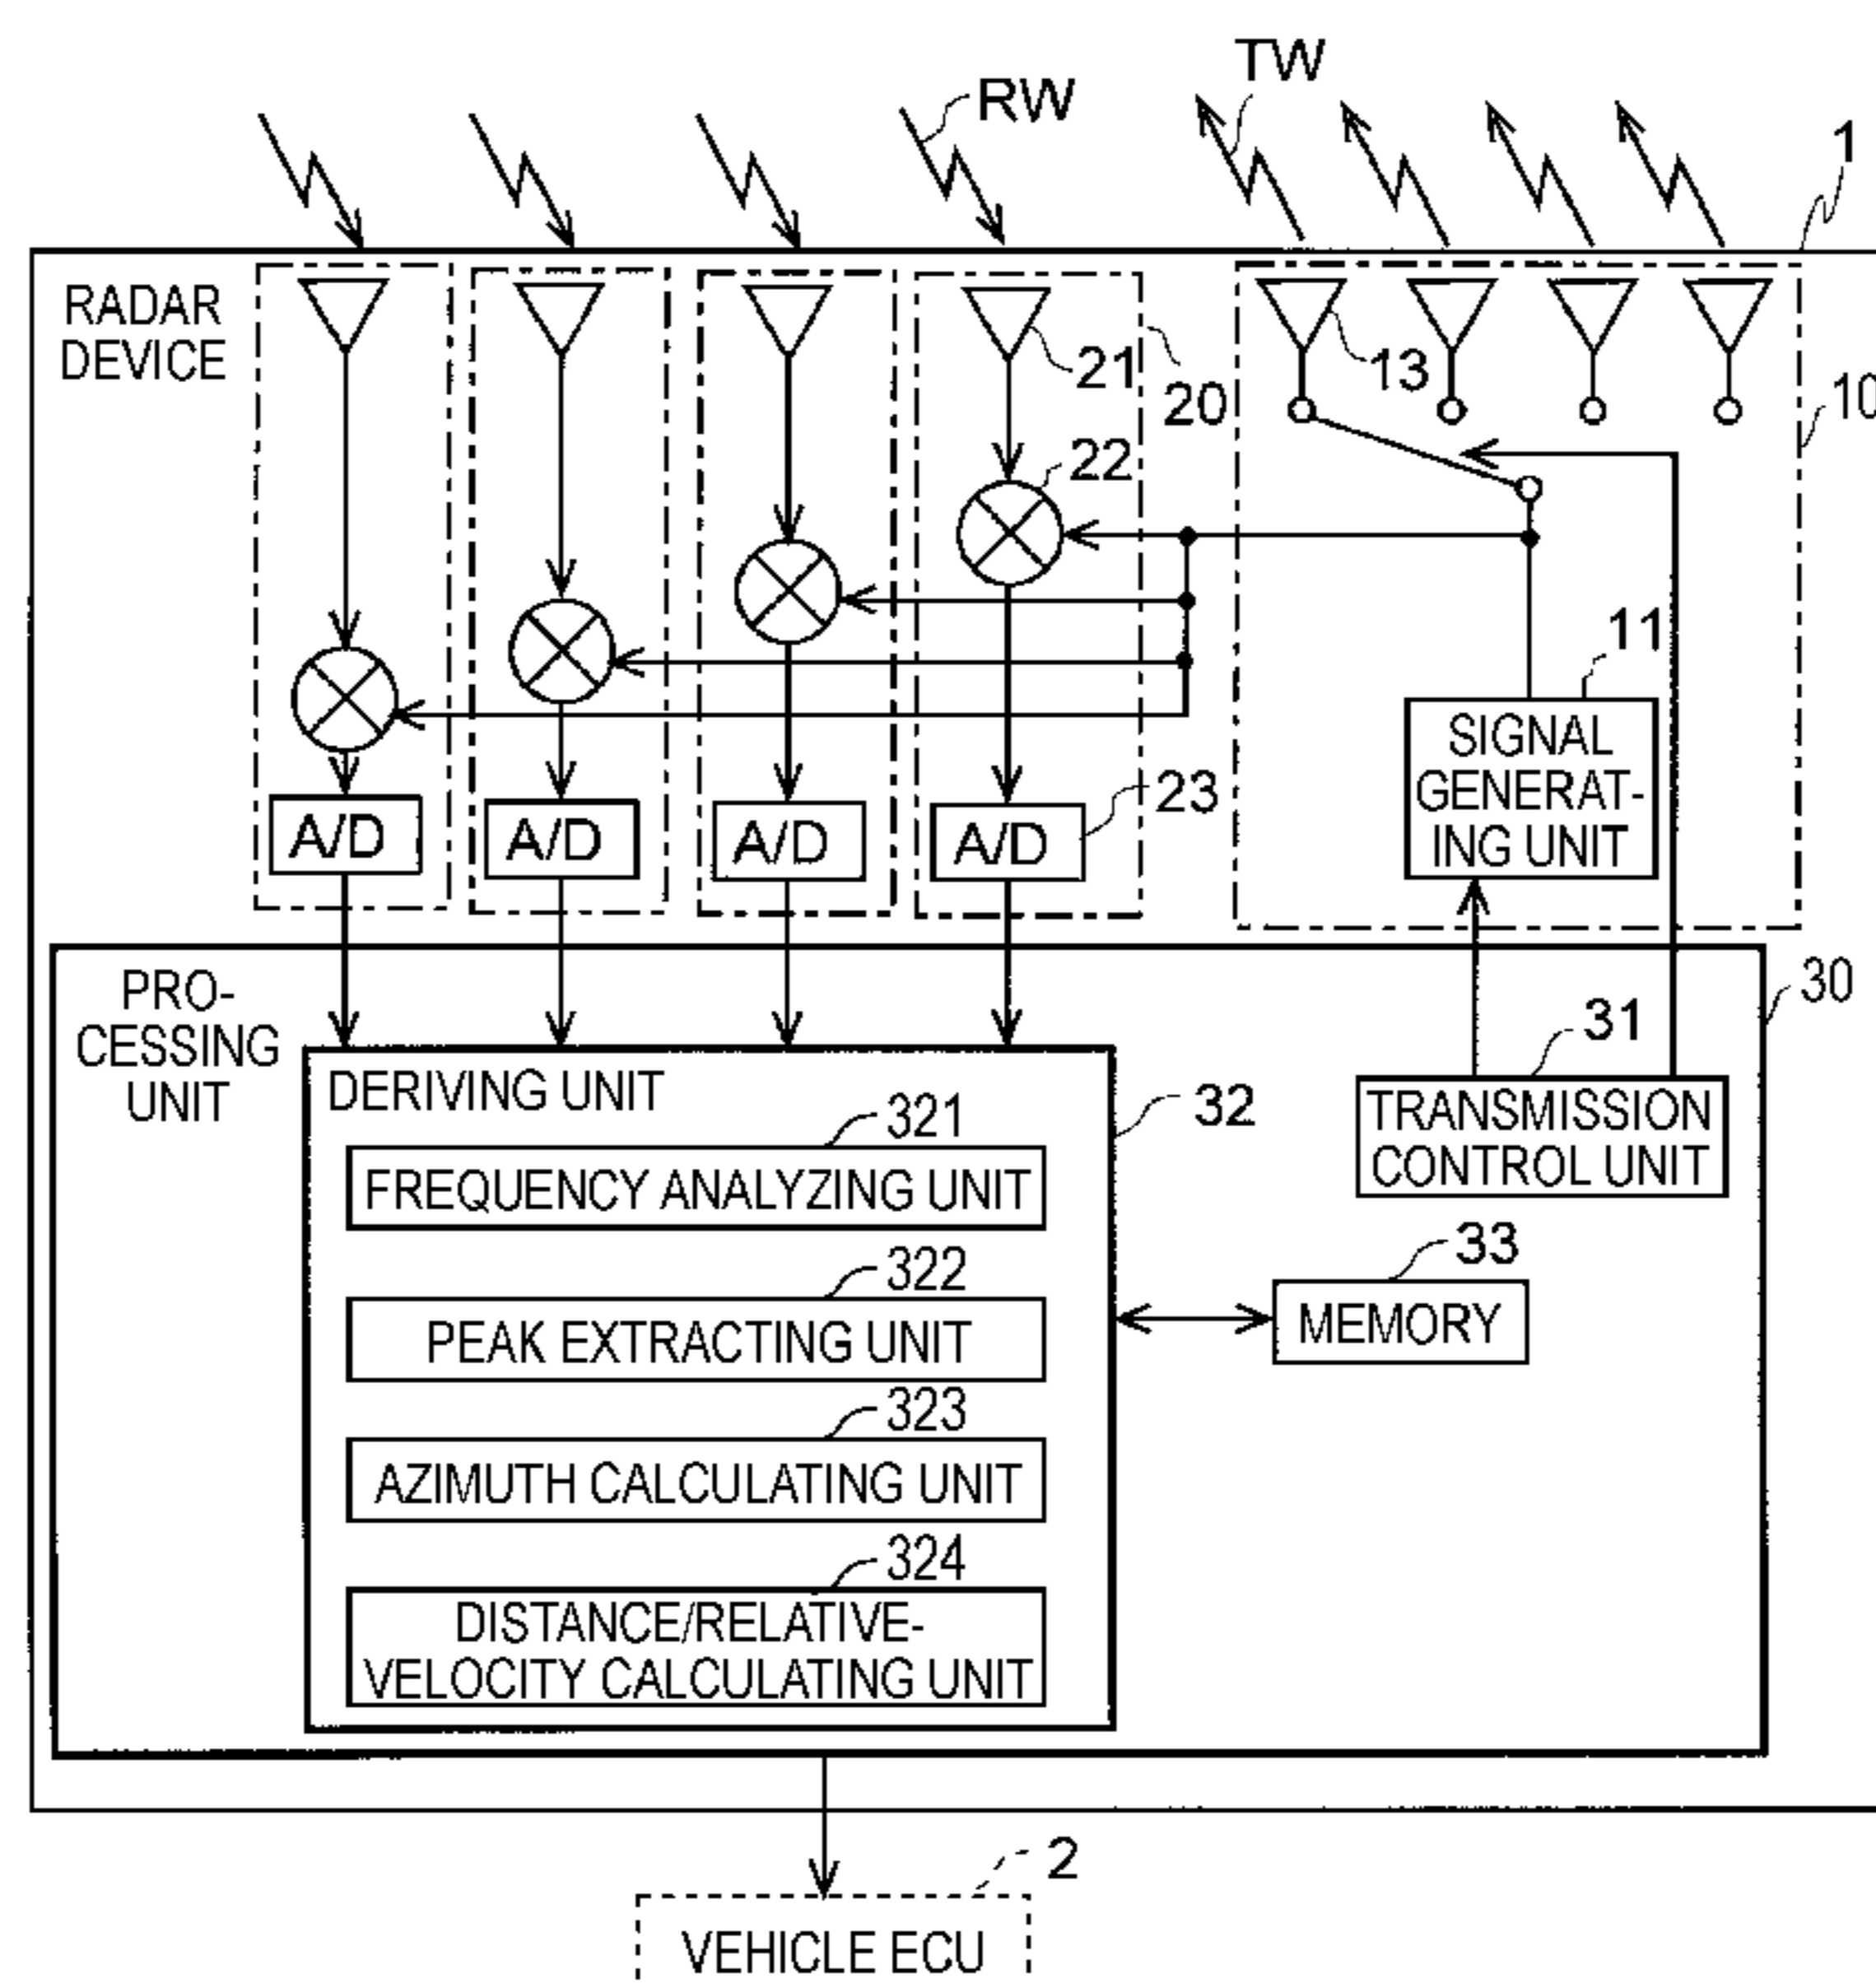 TW
RW
1
RADAR
DEVICE
21
20
13
10
22
11
SIGNAL
GENERAT-
ING UNIT
23
A/D
A/D
A/D
A/D
PRO-
CESSING
UNIT
30
31
DERIVING UNIT
32
TRANSMISSION
CONTROL UNIT
321
FREQUENCY ANALYZING UNIT
33
322
MEMORY
PEAK EXTRACTING UNIT
323
AZIMUTH CALCULATING UNIT
324
DISTANCE/RELATIVE-
VELOCITY CALCULATING UNIT
2
VEHICLE ECU